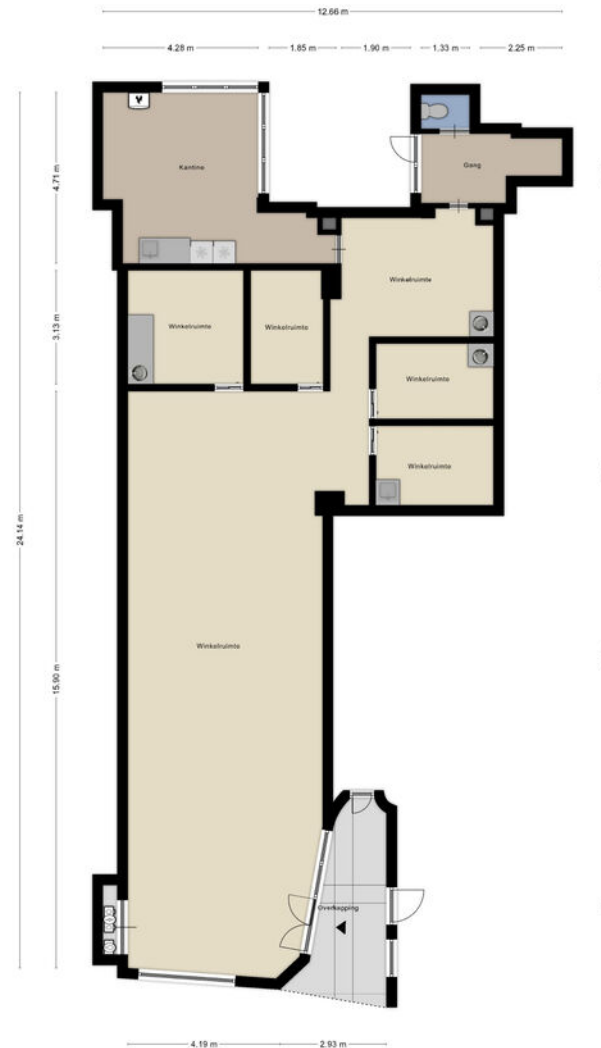 12.66 m
4.28 m
1.85 m
1.90 m
1.33 m
2.25 m
4.71 m
3.13 m
24.14 m
15.90 m
Kantine
Gang
Winkelruimte
Winkelruimte
Winkelruimte
Winkelruimte
Winkelruimte
Winkelruimte
Overkapping
4.19 m
2.93 m